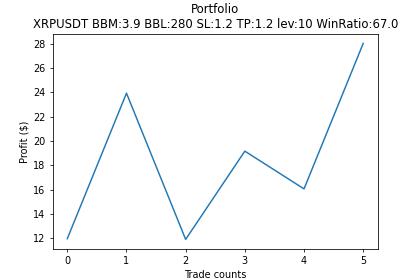 Portfolio
XRPUSDT BBM:3.9 BBL:280 SL:1.2 TP:1.2 lev:10 WinRatio:67.0
28
26
24
22
20
18
16
14
12
Profit ($)
0 1 2 3 4 5
Trade counts